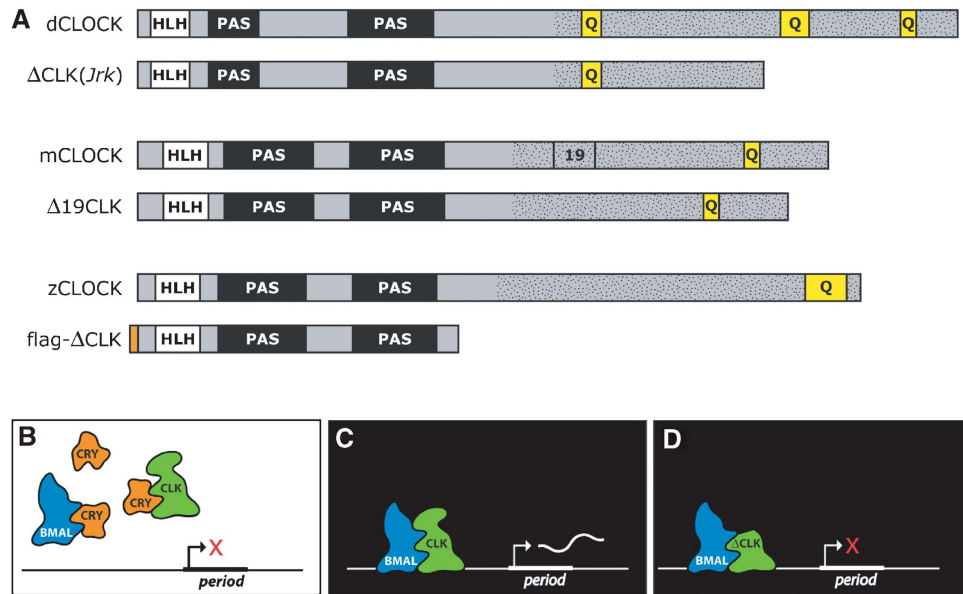 A
dCLOCK HLH PAS PAS Q Q Q
ΔCLK(Jrk) HLH PAS PAS Q
mCLOCK HLH PAS PAS 19 Q
Δ19CLK HLH PAS PAS Q
zCLOCK HLH PAS PAS Q
flag-ΔCLK HLH PAS PAS
B
CRY
CRY CLK
BMAL CRY
X
period
C
BMAL CLK
period
D
BMAL ΔCLK
X
period